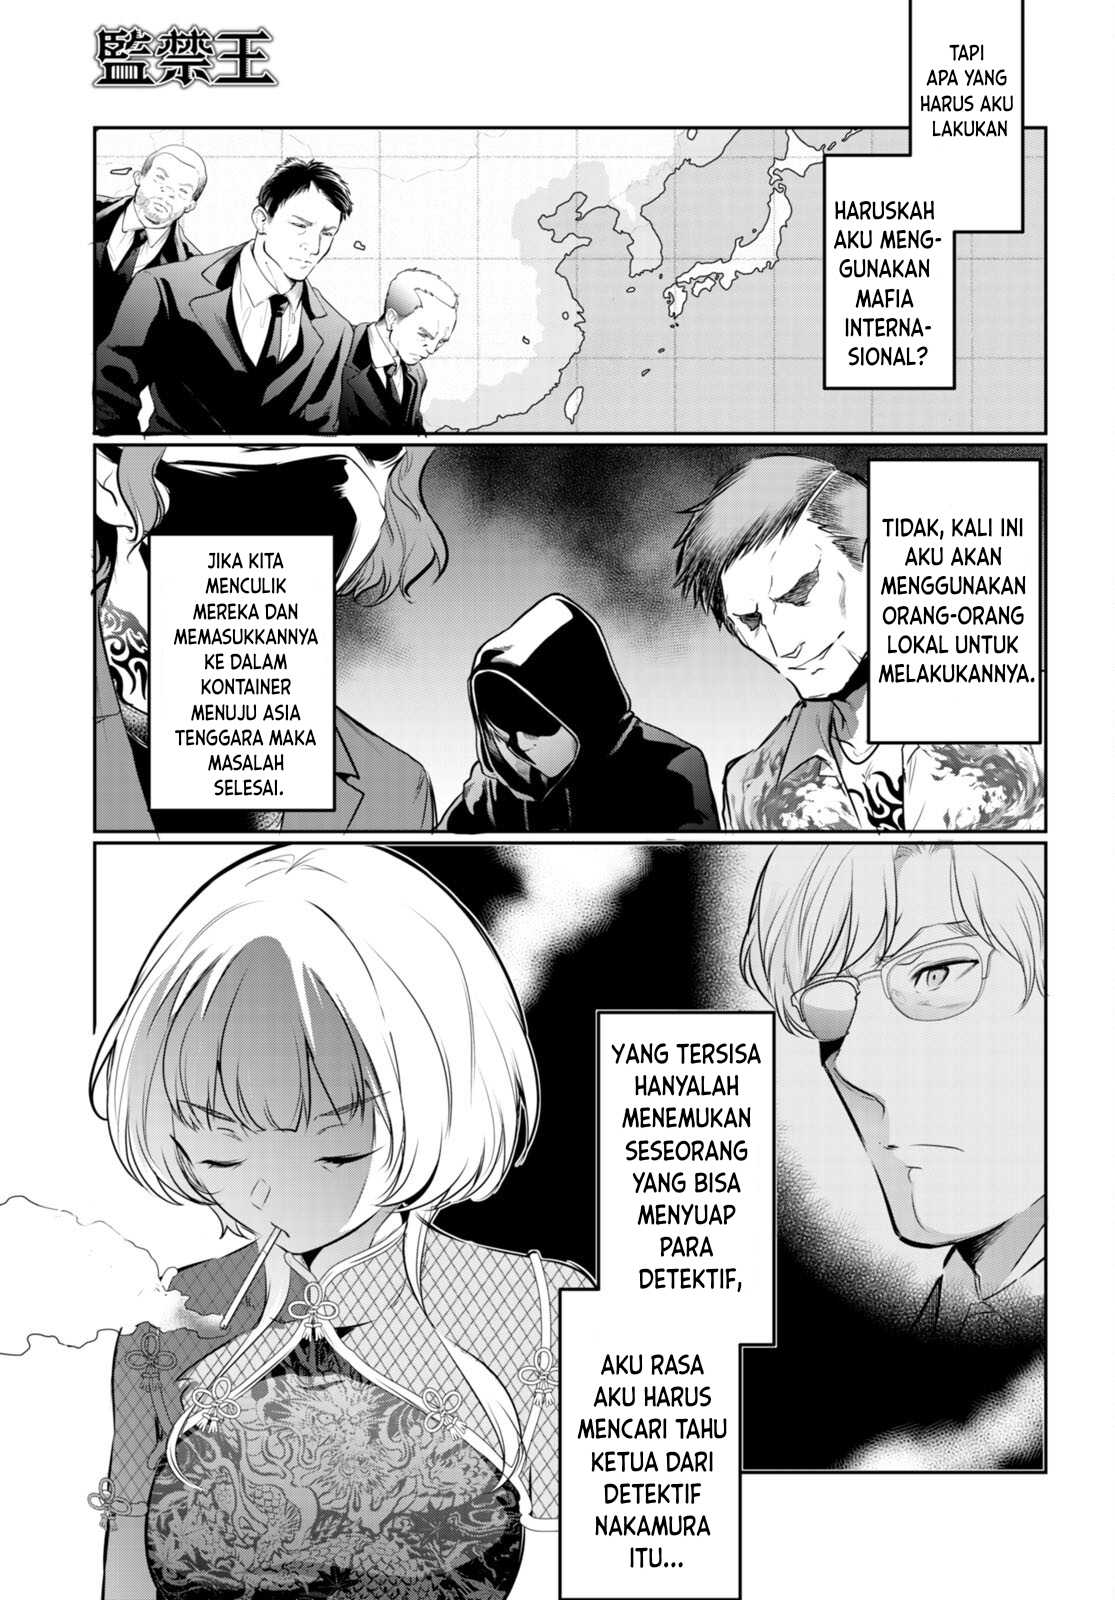 監禁王
TAPI
APA YANG
HARUS AKU
LAKUKAN
HARUSKAH
AKU MENG-
GUNAKAN
MAFIA
INTERNA-
SIONAL?
TIDAK, KALI INI
AKU AKAN
MENGGUNAKAN
ORANG-ORANG
LOKAL UNTUK
MELAKUKANNYA.
JIKA KITA
MENCULIK
MEREKA DAN
MEMASUKKANNYA
KE DALAM
KONTAINER
MENUJU ASIA
TENGGARA MAKA
MASALAH
SELESAI.
YANG TERSISA
HANYALAH
MENEMUKAN
SESEORANG
YANG BISA
MENYUAP
PARA
DETEKTIF,
AKU RASA
AKU HARUS
MENCARI TAHU
KETUA DARI
DETEKTIF
NAKAMURA
ITU...